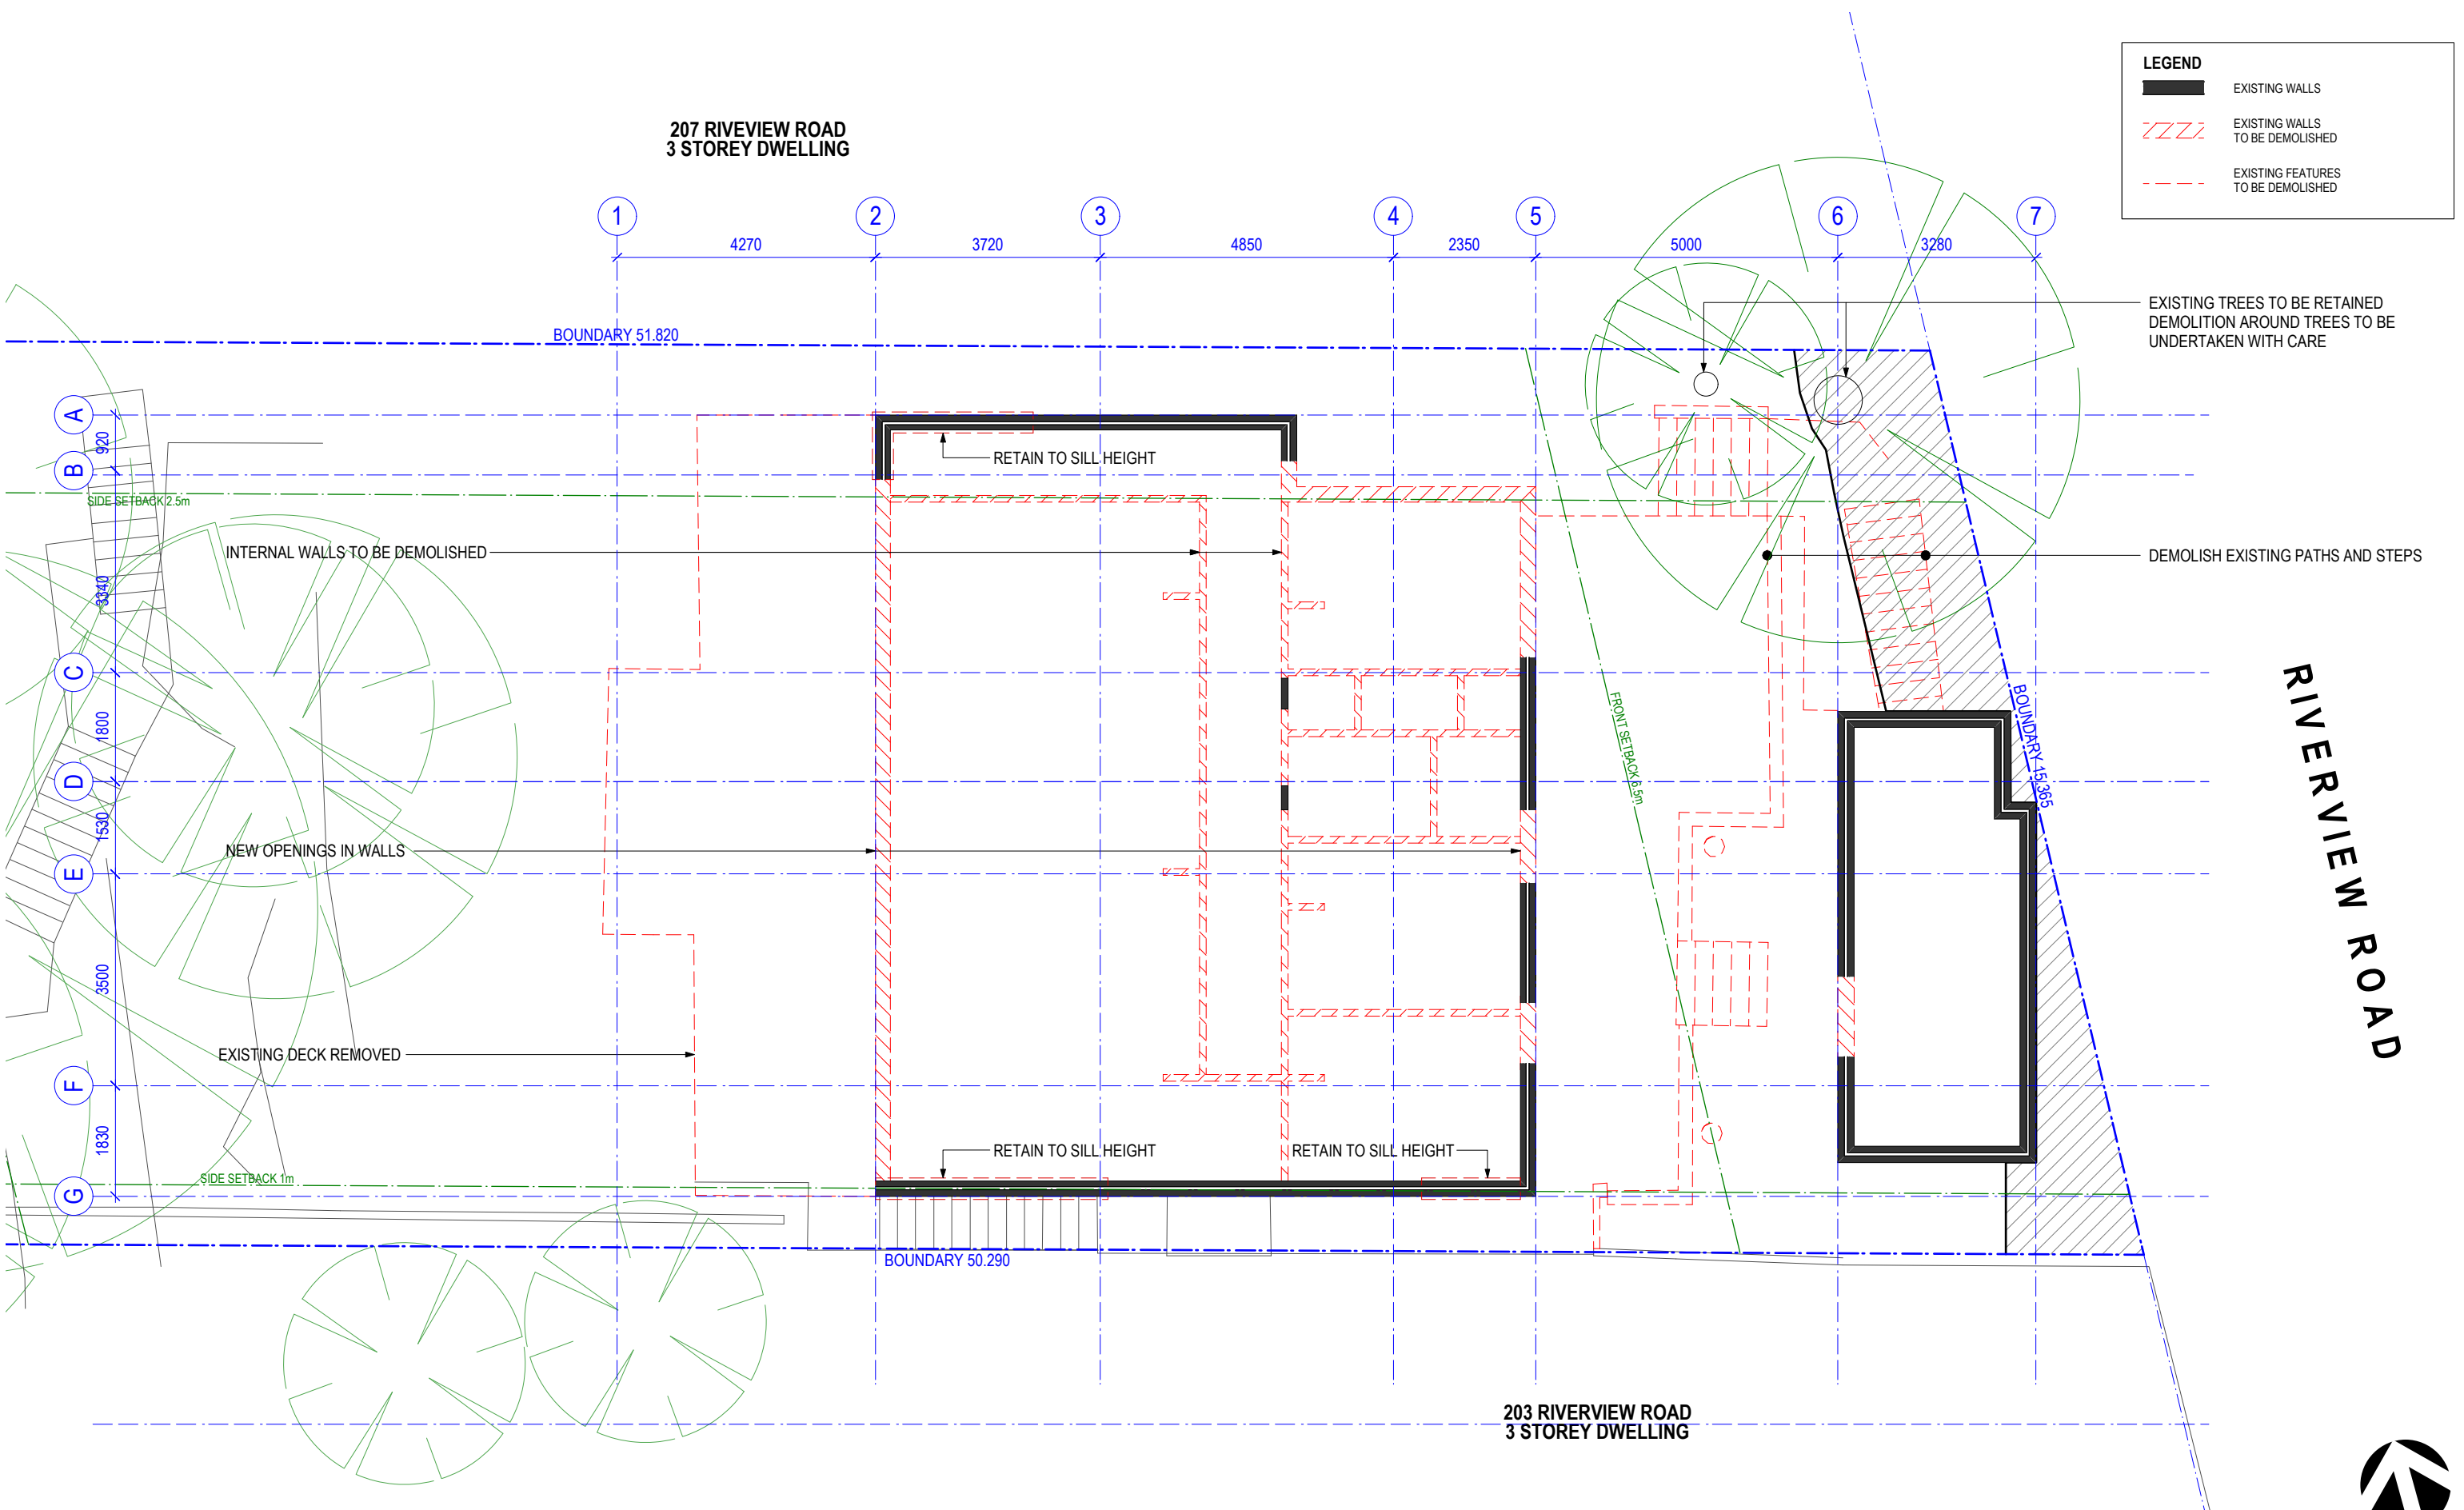 LEGEND
EXISTING WALLS
EXISTING WALLS
TO BE DEMOLISHED
EXISTING FEATURES
TO BE DEMOLISHED
207 RIVEVIEW ROAD
3 STOREY DWELLING
1
2
3
4
5
6
7
4270
3720
4850
2350
5000
3280
EXISTING TREES TO BE RETAINED
DEMOLITION AROUND TREES TO BE
UNDERTAKEN WITH CARE
BOUNDARY 51.820
A
920
B
RETAIN TO SILL HEIGHT
SIDE SETBACK 2.5m
INTERNAL WALLS TO BE DEMOLISHED
DEMOLISH EXISTING PATHS AND STEPS
3340
C
1800
FRONT SETBACK 6.5m
BOUNDARY 15.365
RIVERVIEW ROAD
D
1530
NEW OPENINGS IN WALLS
E
3500
EXISTING DECK REMOVED
F
1830
RETAIN TO SILL HEIGHT
RETAIN TO SILL HEIGHT
SIDE SETBACK 1m
G
BOUNDARY 50.290
203 RIVERVIEW ROAD
3 STOREY DWELLING